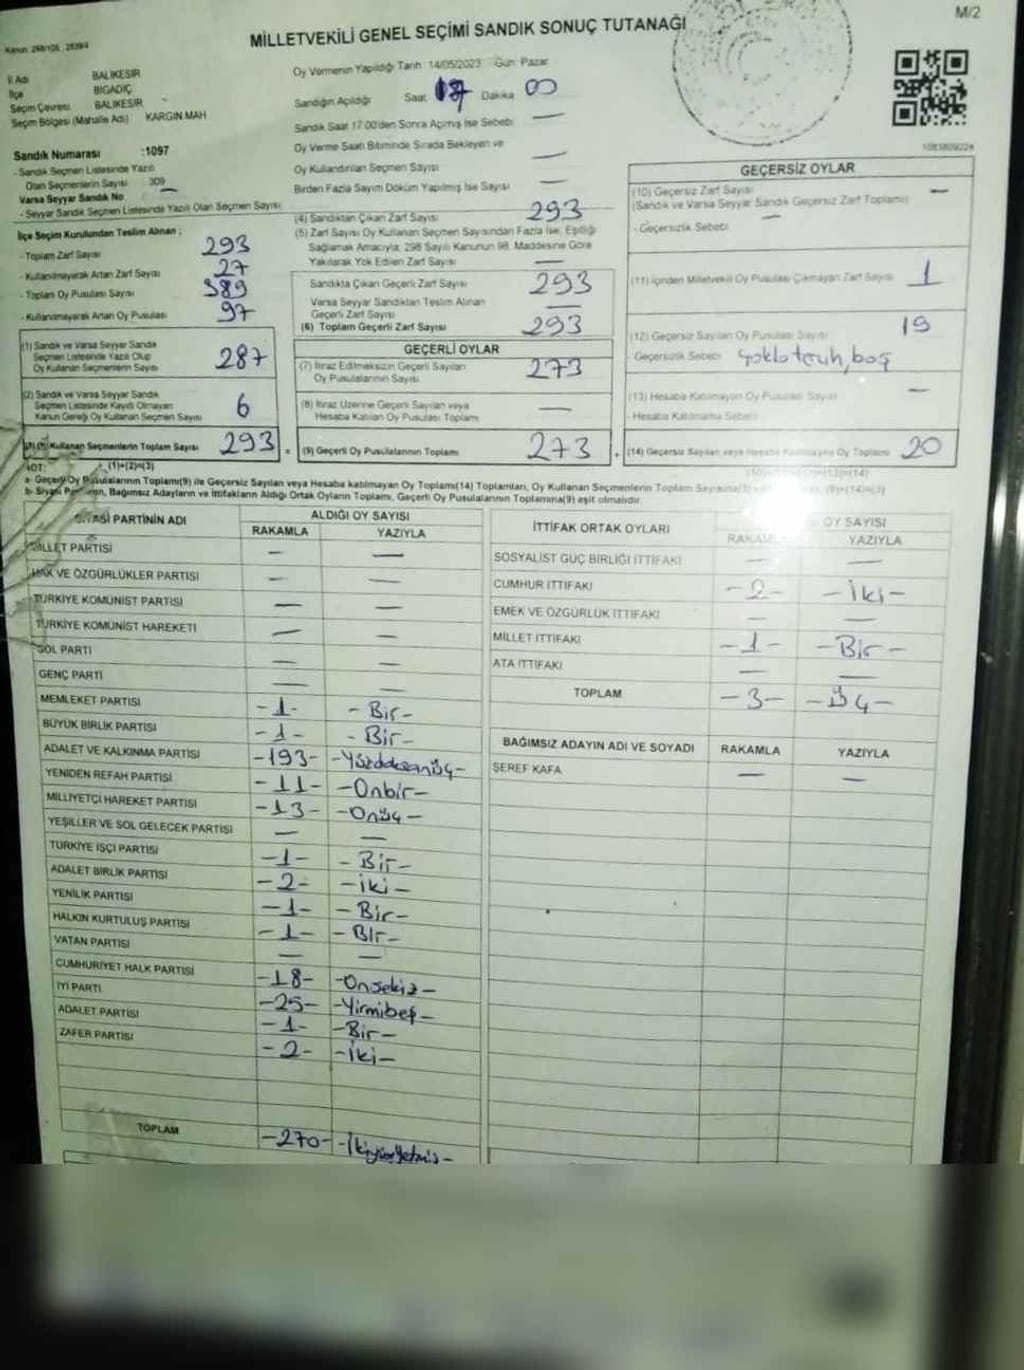 M/2
MİLLETVEKİLİ GENEL SEÇİMİ SANDIK SONUÇ TUTANAĞI
İl Adı BALIKESİR
İlçe BİGADİÇ
Seçim Çevresi BALIKESİR
Seçim Bölgesi (Mahalle Adı) KARGIN MAH
Sandık Numarası :1097
- Sandık Seçmen Listesinde Yazılı
Olan Seçmenlerin Sayısı 309
Varsa Seyyar Sandık No —
- Seyyar Sandık Seçmen Listesinde Yazılı Olan Seçmen Sayısı
İlçe Seçim Kurulundan Teslim Alınan ;
- Toplam Zarf Sayısı 293
- Kullanılmayarak Artan Zarf Sayısı 27
- Toplam Oy Pusulası Sayısı 389
- Kullanılmayarak Artan Oy Pusulası 97
(1) Sandık ve Varsa Seyyar Sandık
Seçmen Listesinde Yazılı Olup
Oy Kullanan Seçmenlerin Sayısı 287
(2) Sandık ve Varsa Seyyar Sandık
Seçmen Listesinde Kayıtlı Olmayan
Kanun Gereği Oy Kullanan Seçmen Sayısı 6
Kullanan Seçmenlerin Toplam Sayısı 293
(1)+(2)=(3)
Oy Vermenin Yapıldığı Tarih 14/05/2023 Gün Pazar
Sandığın Açıldığı Saat 17 Dakika 00
Sandık Saat 17:00'den Sonra Açılmış İse Sebebi —
Oy Verme Saati Bitiminde Sırada Bekleyen ve
Oy Kullandırılan Seçmen Sayısı —
Birden Fazla Sayım Döküm Yapılmış İse Sayısı —
(4) Sandıktan Çıkan Zarf Sayısı 293
(5) Zarf Sayısı Oy Kullanan Seçmen Sayısından Fazla İse, Eşitliği
Sağlamak Amacıyla; 298 Sayılı Kanunun 98. Maddesine Göre
Yakılarak Yok Edilen Zarf Sayısı —
Sandıkta Çıkan Geçerli Zarf Sayısı 293
Varsa Seyyar Sandıktan Teslim Alınan
Geçerli Zarf Sayısı —
(6) Toplam Geçerli Zarf Sayısı 293
GEÇERLİ OYLAR
(7) İtiraz Edilmeksizin Geçerli Sayılan
Oy Pusulalarının Sayısı 273
(8) İtiraz Üzerine Geçerli Sayılan veya
Hesaba Katılan Oy Pusulası Toplamı —
(9) Geçerli Oy Pusulalarının Toplamı 273
GEÇERSİZ OYLAR
(10) Geçersiz Zarf Sayısı —
(Sandık ve Varsa Seyyar Sandık Geçersiz Zarf Toplamı)
- Geçersizlik Sebebi —
(11) İçinden Milletvekili Oy Pusulası Çıkmayan Zarf Sayısı 1
(12) Geçersiz Sayılan Oy Pusulası Sayısı 19
- Geçersizlik Sebebi boş
(13) Hesaba Katılmayan Oy Pusulası Sayısı —
- Hesaba Katılmama Sebebi
(14) Geçersiz Sayılan veya Hesaba Katılmayan Oy Toplamı 20
a- Geçerli Oy Pusulalarının Toplamı(9) ile Geçersiz Sayılan veya Hesaba katılmayan Oy Toplamı(14) Toplamları, Oy Kullanan Seçmenlerin Toplam Sayısına(3)
Bağımsız Adayların ve İttifakların Aldığı Ortak Oyların Toplamı, Geçerli Oy Pusulalarının Toplamına(9) eşit olmalıdır.
PARTİNİN ADI ALDIĞI OY SAYISI
RAKAMLA YAZIYLA
MİLLET PARTİSİ — —
HAK VE ÖZGÜRLÜKLER PARTİSİ — —
TÜRKİYE KOMÜNİST PARTİSİ — —
TÜRKİYE KOMÜNİST HAREKETİ — —
SOL PARTİ — —
GENÇ PARTİ — —
MEMLEKET PARTİSİ -1- -Bir-
BÜYÜK BİRLİK PARTİSİ -1- -Bir-
ADALET VE KALKINMA PARTİSİ -193- -Yüzdoksanüç-
YENİDEN REFAH PARTİSİ -11- -Onbir-
MİLLİYETÇİ HAREKET PARTİSİ -13- -Onüç-
YEŞİLLER VE SOL GELECEK PARTİSİ — —
TÜRKİYE İŞÇİ PARTİSİ -1- -Bir-
ADALET BİRLİK PARTİSİ -2- -iki-
YENİLİK PARTİSİ -1- -Bir-
HALKIN KURTULUŞ PARTİSİ -1- -Bir-
VATAN PARTİSİ — —
CUMHURİYET HALK PARTİSİ -18- -Onsekiz-
İYİ PARTİ -25- -Yirmibeş-
ADALET PARTİSİ -1- -Bir-
ZAFER PARTİSİ -2- -iki-
TOPLAM -270- -İkiyüzyetmiş-
İTTİFAK ORTAK OYLARI OY SAYISI
RAKAMLA YAZIYLA
SOSYALİST GÜÇ BİRLİĞİ İTTİFAKI — —
CUMHUR İTTİFAKI -2- -İki-
EMEK VE ÖZGÜRLÜK İTTİFAKI — —
MİLLET İTTİFAKI -1- -Bir-
ATA İTTİFAKI — —
TOPLAM -3- -Üç-
BAĞIMSIZ ADAYIN ADI VE SOYADI RAKAMLA YAZIYLA
ŞEREF KAFA — —